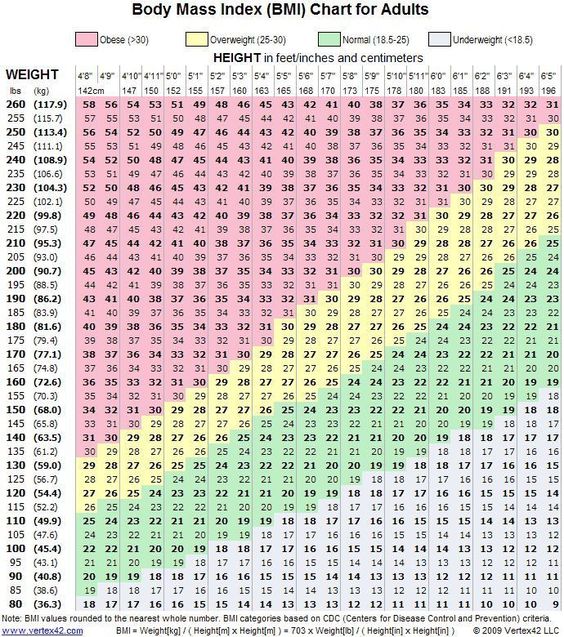 Body Mass Index (BMI) Chart for Adults
Obese (>30) Overweight (25-30) Normal (18.5-25) Underweight (<18.5)
HEIGHT in feet/inches and centimeters
WEIGHT 4'8" 4'9" 4'10" 4'11" 5'0" 5'1" 5'2" 5'3" 5'4" 5'5" 5'6" 5'7" 5'8" 5'9" 5'10" 5'11" 6'0" 6'1" 6'2" 6'3" 6'4" 6'5"
lbs (kg) 142cm 147 150 152 155 157 160 163 165 168 170 173 175 178 180 183 185 188 191 193 196
260 (117.9) 58 56 54 53 51 49 48 46 45 43 42 41 40 38 37 36 35 34 33 32 32 31
255 (115.7) 57 55 53 51 50 48 47 45 44 42 41 40 39 38 37 36 35 34 33 32 31 30
250 (113.4) 56 54 52 50 49 47 46 44 43 42 40 39 38 37 36 35 34 33 32 31 30 30
245 (111.1) 55 53 51 49 48 46 45 43 42 41 40 38 37 36 35 34 33 32 31 31 30 29
240 (108.9) 54 52 50 48 47 45 44 43 41 40 39 38 36 35 34 33 33 32 31 30 29 28
235 (106.6) 53 51 49 47 46 44 43 42 40 39 38 37 36 35 34 33 32 31 30 29 29 28
230 (104.3) 52 50 48 46 45 43 42 41 39 38 37 36 35 34 33 32 31 30 30 29 28 27
225 (102.1) 50 49 47 45 44 43 41 40 39 37 36 35 34 33 32 31 31 30 29 28 27 27
220 (99.8) 49 48 46 44 43 42 40 39 38 37 36 34 33 32 32 31 30 29 28 27 27 26
215 (97.5) 48 47 45 43 42 41 39 38 37 36 35 34 33 32 31 30 29 28 28 27 26 25
210 (95.3) 47 45 44 42 41 40 38 37 36 35 34 33 32 31 30 29 28 28 27 26 26 25
205 (93.0) 46 44 43 41 40 39 37 36 35 34 33 32 31 30 29 29 28 27 26 26 25 24
200 (90.7) 45 43 42 40 39 38 37 35 34 33 32 31 30 30 29 28 27 26 26 25 24 24
195 (88.5) 44 42 41 39 38 37 36 35 33 32 31 31 30 29 28 27 26 26 25 24 24 23
190 (86.2) 43 41 40 38 37 36 35 34 33 32 31 30 29 28 27 26 26 25 24 24 23 23
185 (83.9) 41 40 39 37 36 35 34 33 32 31 30 29 28 27 27 26 25 24 24 23 23 22
180 (81.6) 40 39 38 36 35 34 33 32 31 30 29 28 27 27 26 25 24 24 23 22 22 21
175 (79.4) 39 38 37 35 34 33 32 31 30 29 28 27 27 26 25 24 24 23 22 22 21 21
170 (77.1) 38 37 36 34 33 32 31 30 29 28 27 27 26 25 24 24 23 22 22 21 21 20
165 (74.8) 37 36 34 33 32 31 30 29 28 27 27 26 25 24 24 23 22 22 21 21 20 20
160 (72.6) 36 35 33 32 31 30 29 28 27 27 26 25 24 24 23 22 22 21 21 20 19 19
155 (70.3) 35 34 32 31 30 29 28 27 27 26 25 24 24 23 22 22 21 20 20 19 19 18
150 (68.0) 34 32 31 30 29 28 27 27 26 25 24 23 23 22 22 21 20 20 19 19 18 18
145 (65.8) 33 31 30 29 28 27 27 26 25 24 23 23 22 21 21 20 20 19 19 18 18 17
140 (63.5) 31 30 29 28 27 26 26 25 24 23 23 22 21 21 20 20 19 18 18 17 17 17
135 (61.2) 30 29 28 27 26 26 25 24 23 22 22 21 21 20 19 19 18 18 17 17 16 16
130 (59.0) 29 28 27 26 25 25 24 23 22 22 21 20 20 19 19 18 18 17 17 16 16 15
125 (56.7) 28 27 26 25 24 24 23 22 21 21 20 20 19 18 18 17 17 16 16 16 15 15
120 (54.4) 27 26 25 24 23 23 22 21 21 20 19 19 18 18 17 17 16 16 15 15 15 14
115 (52.2) 26 25 24 23 22 22 21 20 20 19 19 18 17 17 16 16 16 15 15 14 14 14
110 (49.9) 25 24 23 22 21 21 20 19 19 18 18 17 17 16 16 15 15 15 14 14 13 13
105 (47.6) 24 23 22 21 21 20 19 19 18 17 17 16 16 16 15 15 14 14 13 13 13 12
100 (45.4) 22 22 21 20 20 19 18 18 17 17 16 16 15 15 14 14 14 13 13 12 12 12
95 (43.1) 21 21 20 19 19 18 17 17 16 16 15 15 14 14 14 13 13 13 12 12 12 11
90 (40.8) 20 19 19 18 18 17 16 16 15 15 15 14 14 13 13 13 12 12 12 11 11 11
85 (38.6) 19 18 18 17 17 16 16 15 15 14 14 13 13 13 12 12 12 11 11 11 10 10
80 (36.3) 18 17 17 16 16 15 15 14 14 13 13 13 12 12 11 11 11 11 10 10 10 9
Note: BMI values rounded to the nearest whole number. BMI categories based on CDC (Centers for Disease Control and Prevention) criteria.
www.vertex42.com BMI = Weight[kg] / ( Height[m] x Height[m] ) = 703 x Weight[lb] / ( Height[in] x Height[in] ) © 2009 Vertex42 LLC